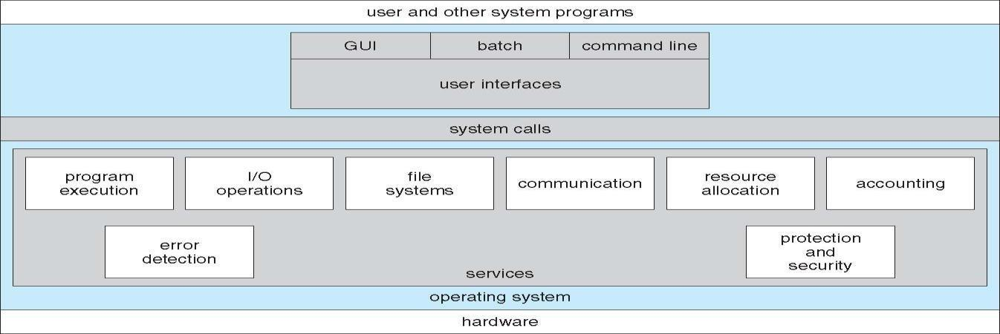 user and other system programs
GUI
batch
command line
user interfaces
system calls
program
execution
I/O
operations
file
systems
communication
resource
allocation
accounting
error
detection
protection
and
security
services
operating system
hardware